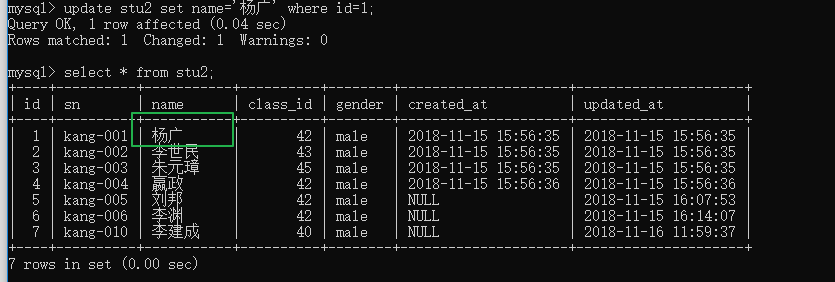 mysql> update stu2 set name='杨广' where id=1;
Query OK, 1 row affected (0.04 sec)
Rows matched: 1  Changed: 1  Warnings: 0
mysql> select * from stu2;
+----+----------+--------+----------+--------+---------------------+---------------------+
| id | sn       | name   | class_id | gender | created_at          | updated_at          |
+----+----------+--------+----------+--------+---------------------+---------------------+
|  1 | kang-001 | 杨广   |       42 | male   | 2018-11-15 15:56:35 | 2018-11-15 15:56:35 |
|  2 | kang-002 | 李世民 |       43 | male   | 2018-11-15 15:56:35 | 2018-11-15 15:56:35 |
|  3 | kang-003 | 朱元璋 |       45 | male   | 2018-11-15 15:56:35 | 2018-11-15 15:56:35 |
|  4 | kang-004 | 嬴政   |       42 | male   | 2018-11-15 15:56:36 | 2018-11-15 15:56:36 |
|  5 | kang-005 | 刘邦   |       42 | male   | NULL                | 2018-11-15 16:07:53 |
|  6 | kang-006 | 李渊   |       42 | male   | NULL                | 2018-11-15 16:14:07 |
|  7 | kang-010 | 李建成 |       40 | male   | NULL                | 2018-11-16 11:59:37 |
+----+----------+--------+----------+--------+---------------------+---------------------+
7 rows in set (0.00 sec)